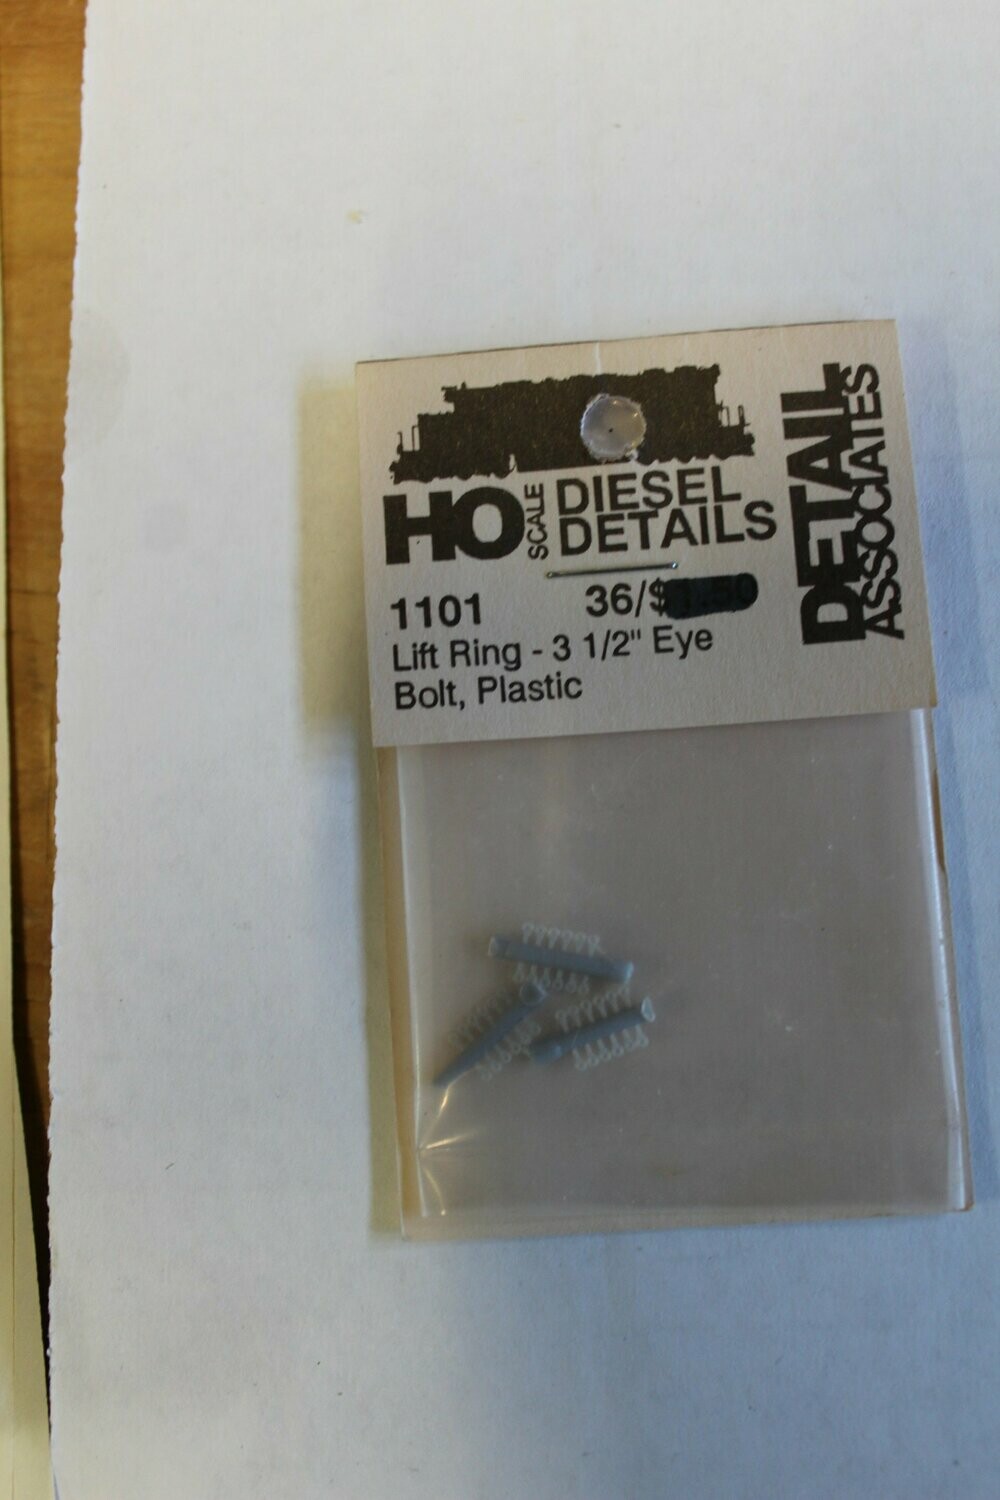 HO SCALE DIESEL
DETAILS
DETAIL
ASSOCIATES
1101 36/$
Lift Ring - 3 1/2" Eye
Bolt, Plastic